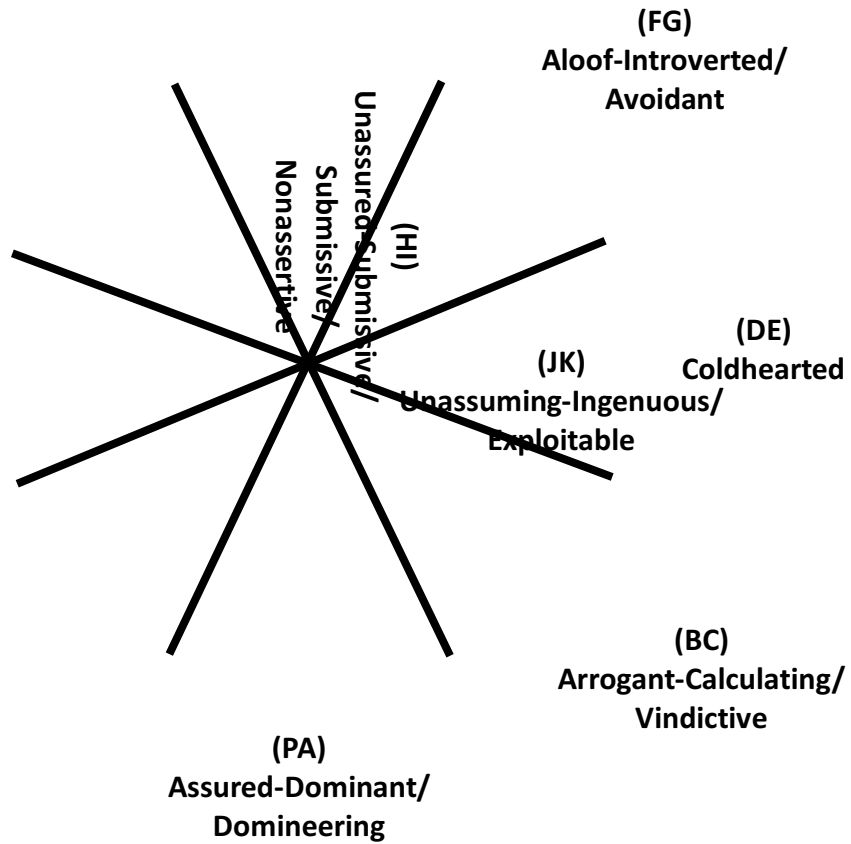 (FG)
Aloof-Introverted/
Avoidant
(HI)
Unassured-Submissive/
Submissive/
Nonassertive
(DE)
Coldhearted
(JK)
Unassuming-Ingenuous/
Exploitable
(BC)
Arrogant-Calculating/
Vindictive
(PA)
Assured-Dominant/
Domineering